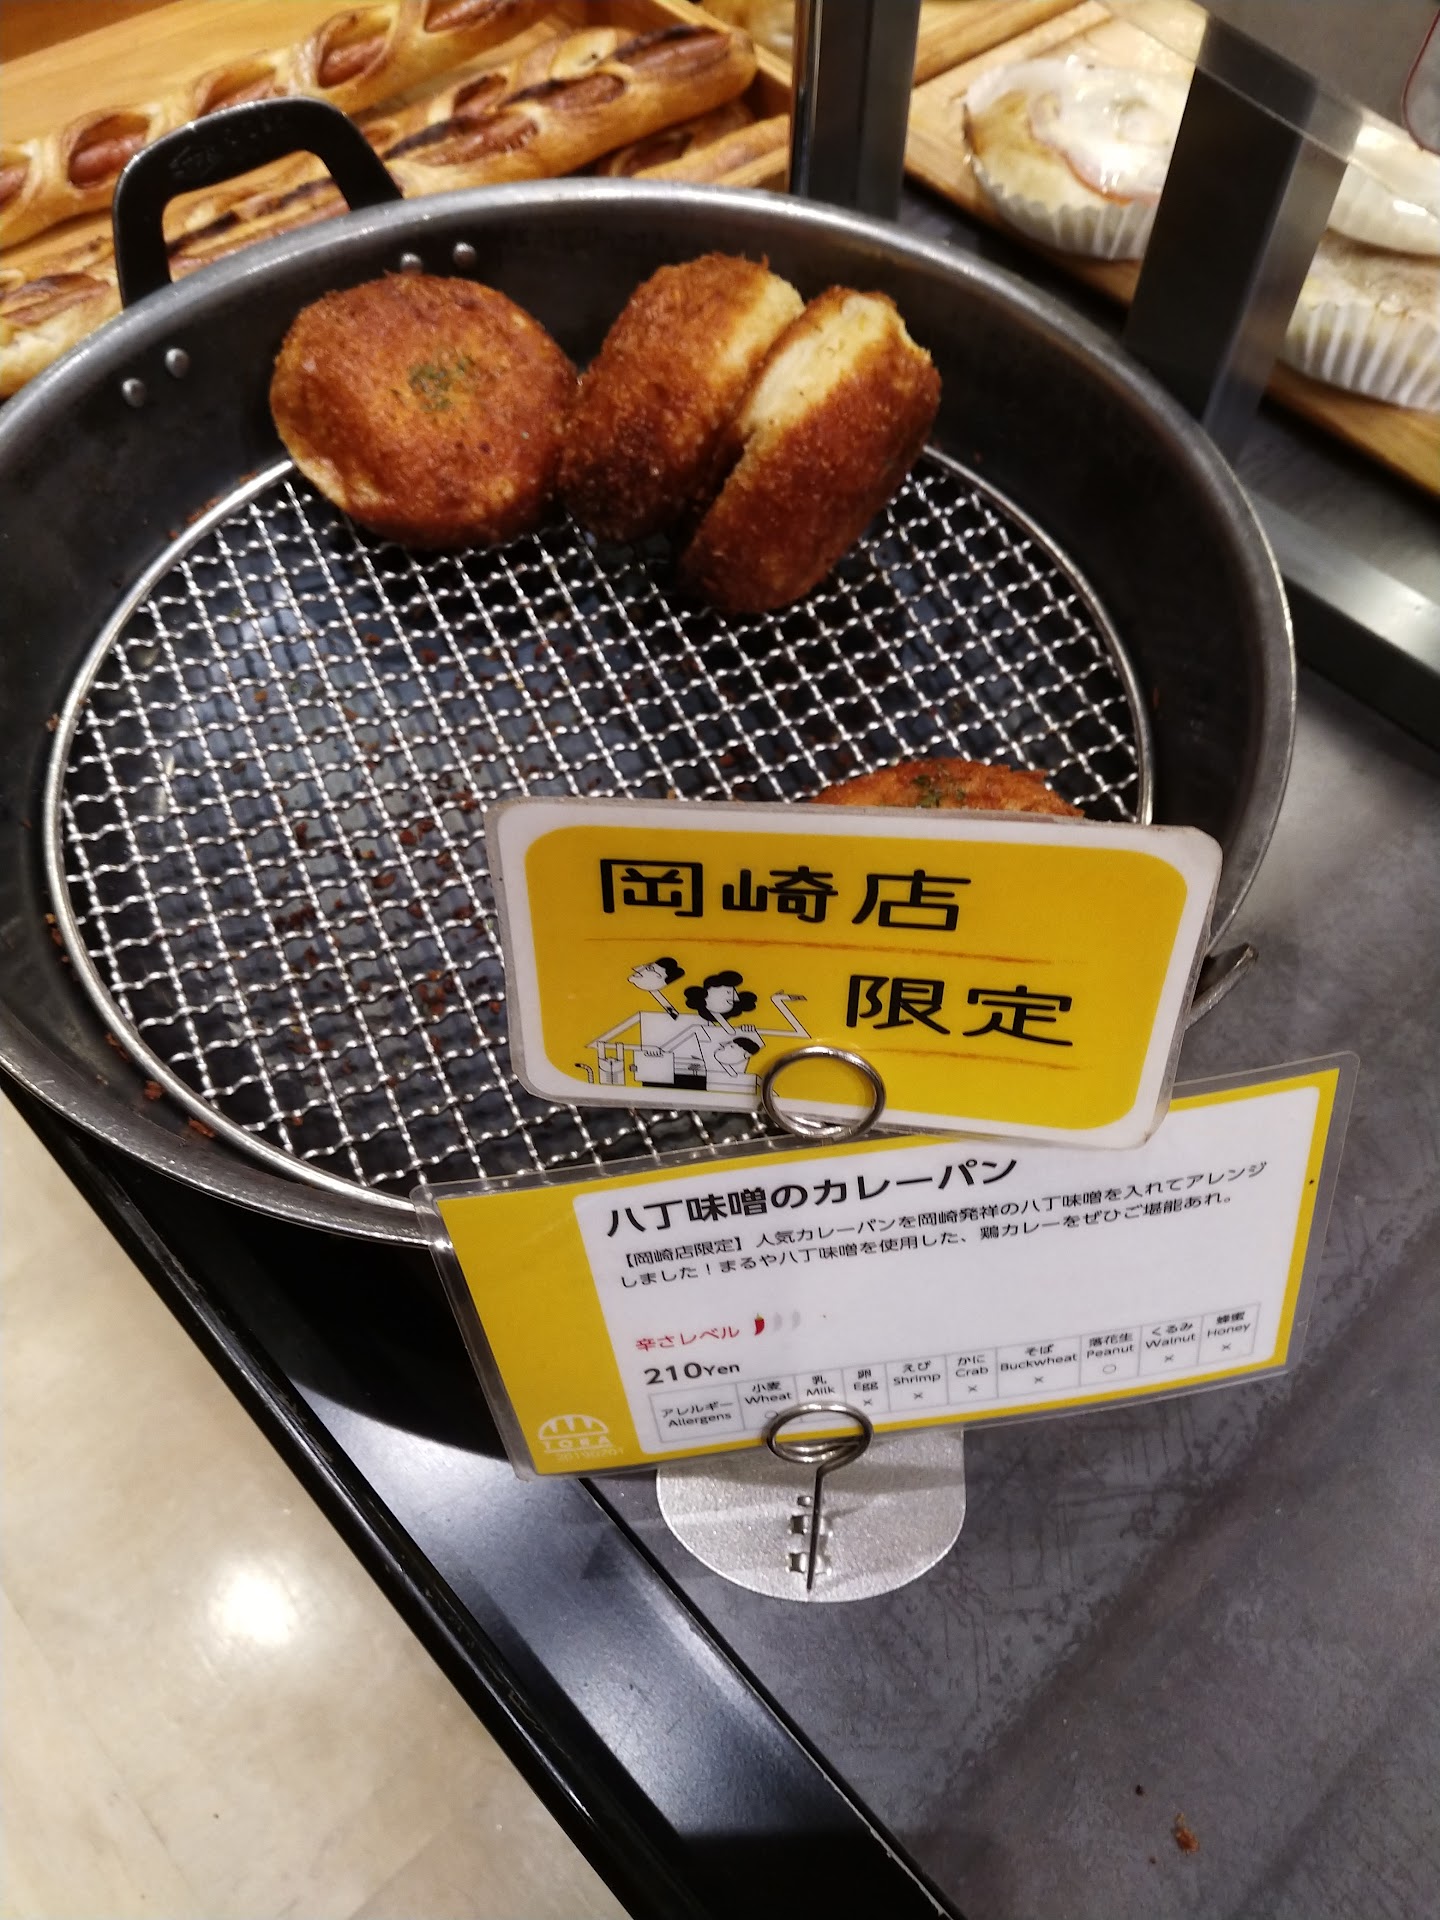 岡崎店
限定
八丁味噌のカレーパン
【岡崎店限定】人気カレーパンを岡崎発祥の八丁味噌を入れてアレンジ
しました！まるや八丁味噌を使用した、鶏カレーをぜひご堪能あれ。
辛さレベル
210Yen
アレルギー 小麦 乳 卵 えび かに そば 落花生 くるみ 蜂蜜
Allergens Wheat Milk Egg Shrimp Crab Buckwheat Peanut Walnut Honey
× × × × ○ × ×